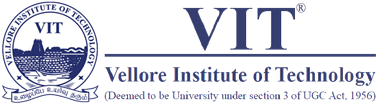 VELLORE INSTITUTE OF TECHNOLOGY
VIT
VIT®
Vellore Institute of Technology
(Deemed to be University under section 3 of UGC Act, 1956)